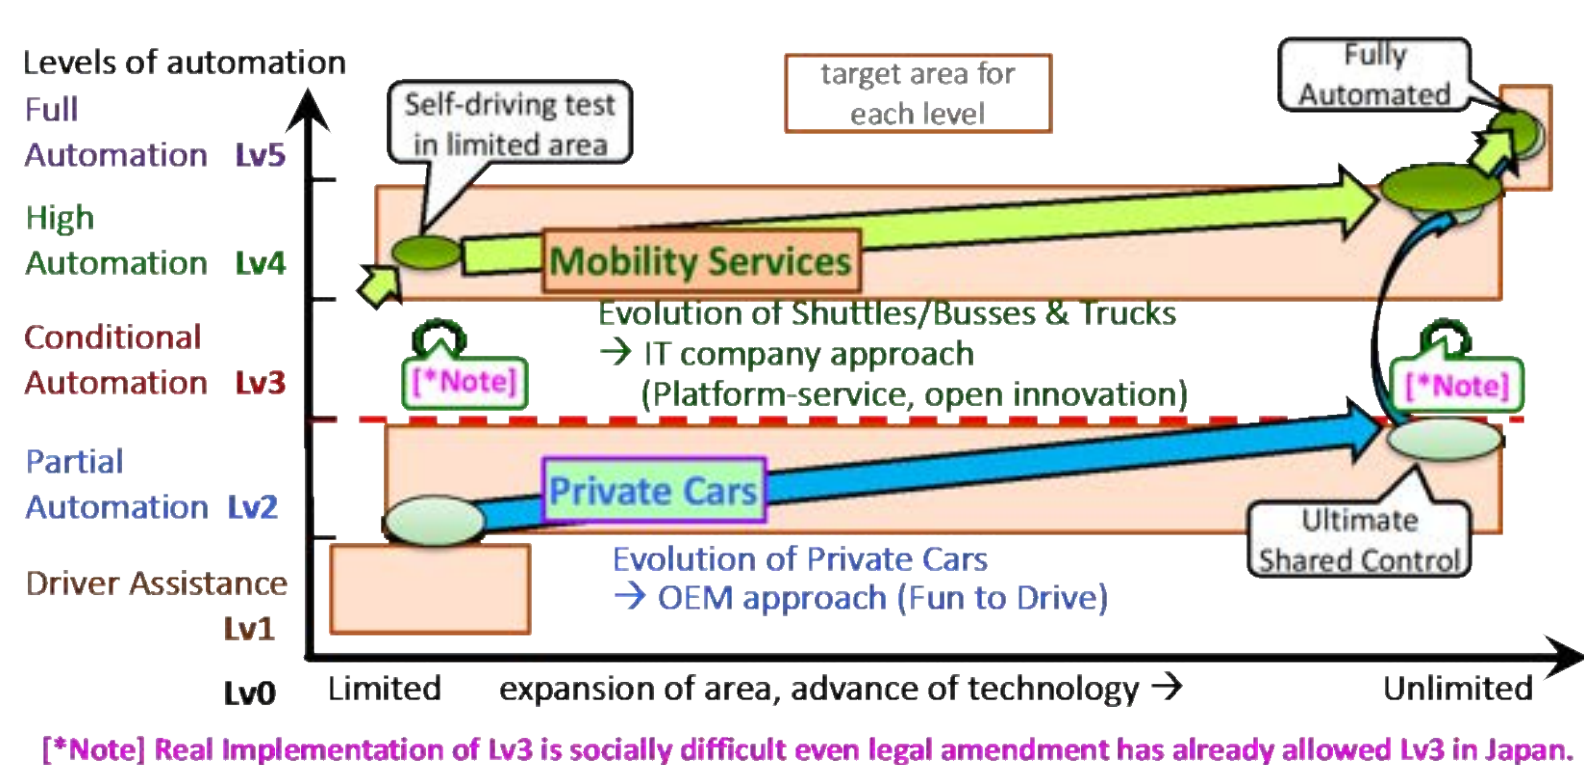 Levels of automation
Full
Automation Lv5
High
Automation Lv4
Conditional
Automation Lv3
Partial
Automation Lv2
Driver Assistance
Lv1
Lv0
Self-driving test
in limited area
target area for
each level
Fully
Automated
Mobility Services
Evolution of Shuttles/Busses & Trucks
→ IT company approach
(Platform-service, open innovation)
[*Note]
[*Note]
Private Cars
Ultimate
Shared Control
Evolution of Private Cars
→ OEM approach (Fun to Drive)
Limited
expansion of area, advance of technology →
Unlimited
[*Note] Real Implementation of Lv3 is socially difficult even legal amendment has already allowed Lv3 in Japan.